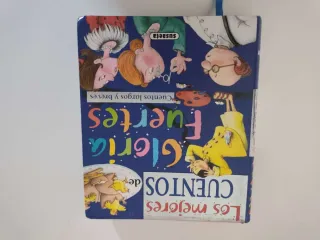 Los mejores
CUENTOS
de
Gloria
Fuertes
Cuentos largos y breves
susaeta